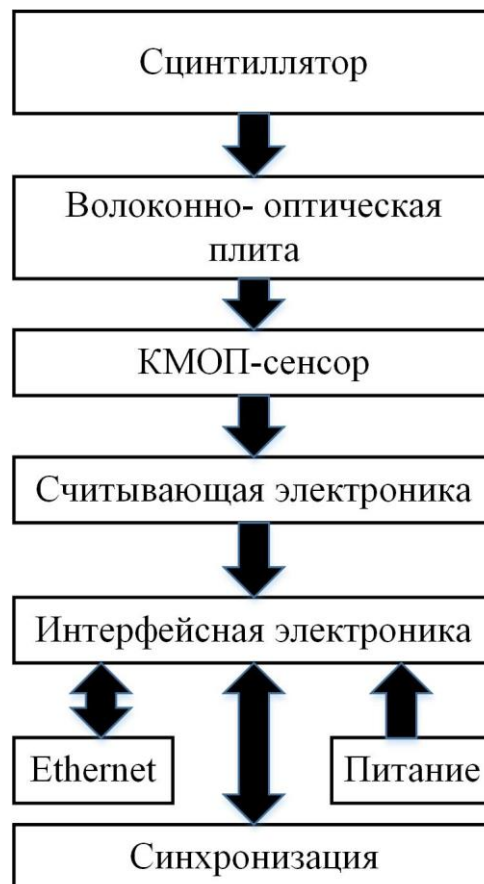 Сцинтиллятор
Волоконно- оптическая
плита
КМОП-сенсор
Считывающая электроника
Интерфейсная электроника
Ethernet
Питание
Синхронизация